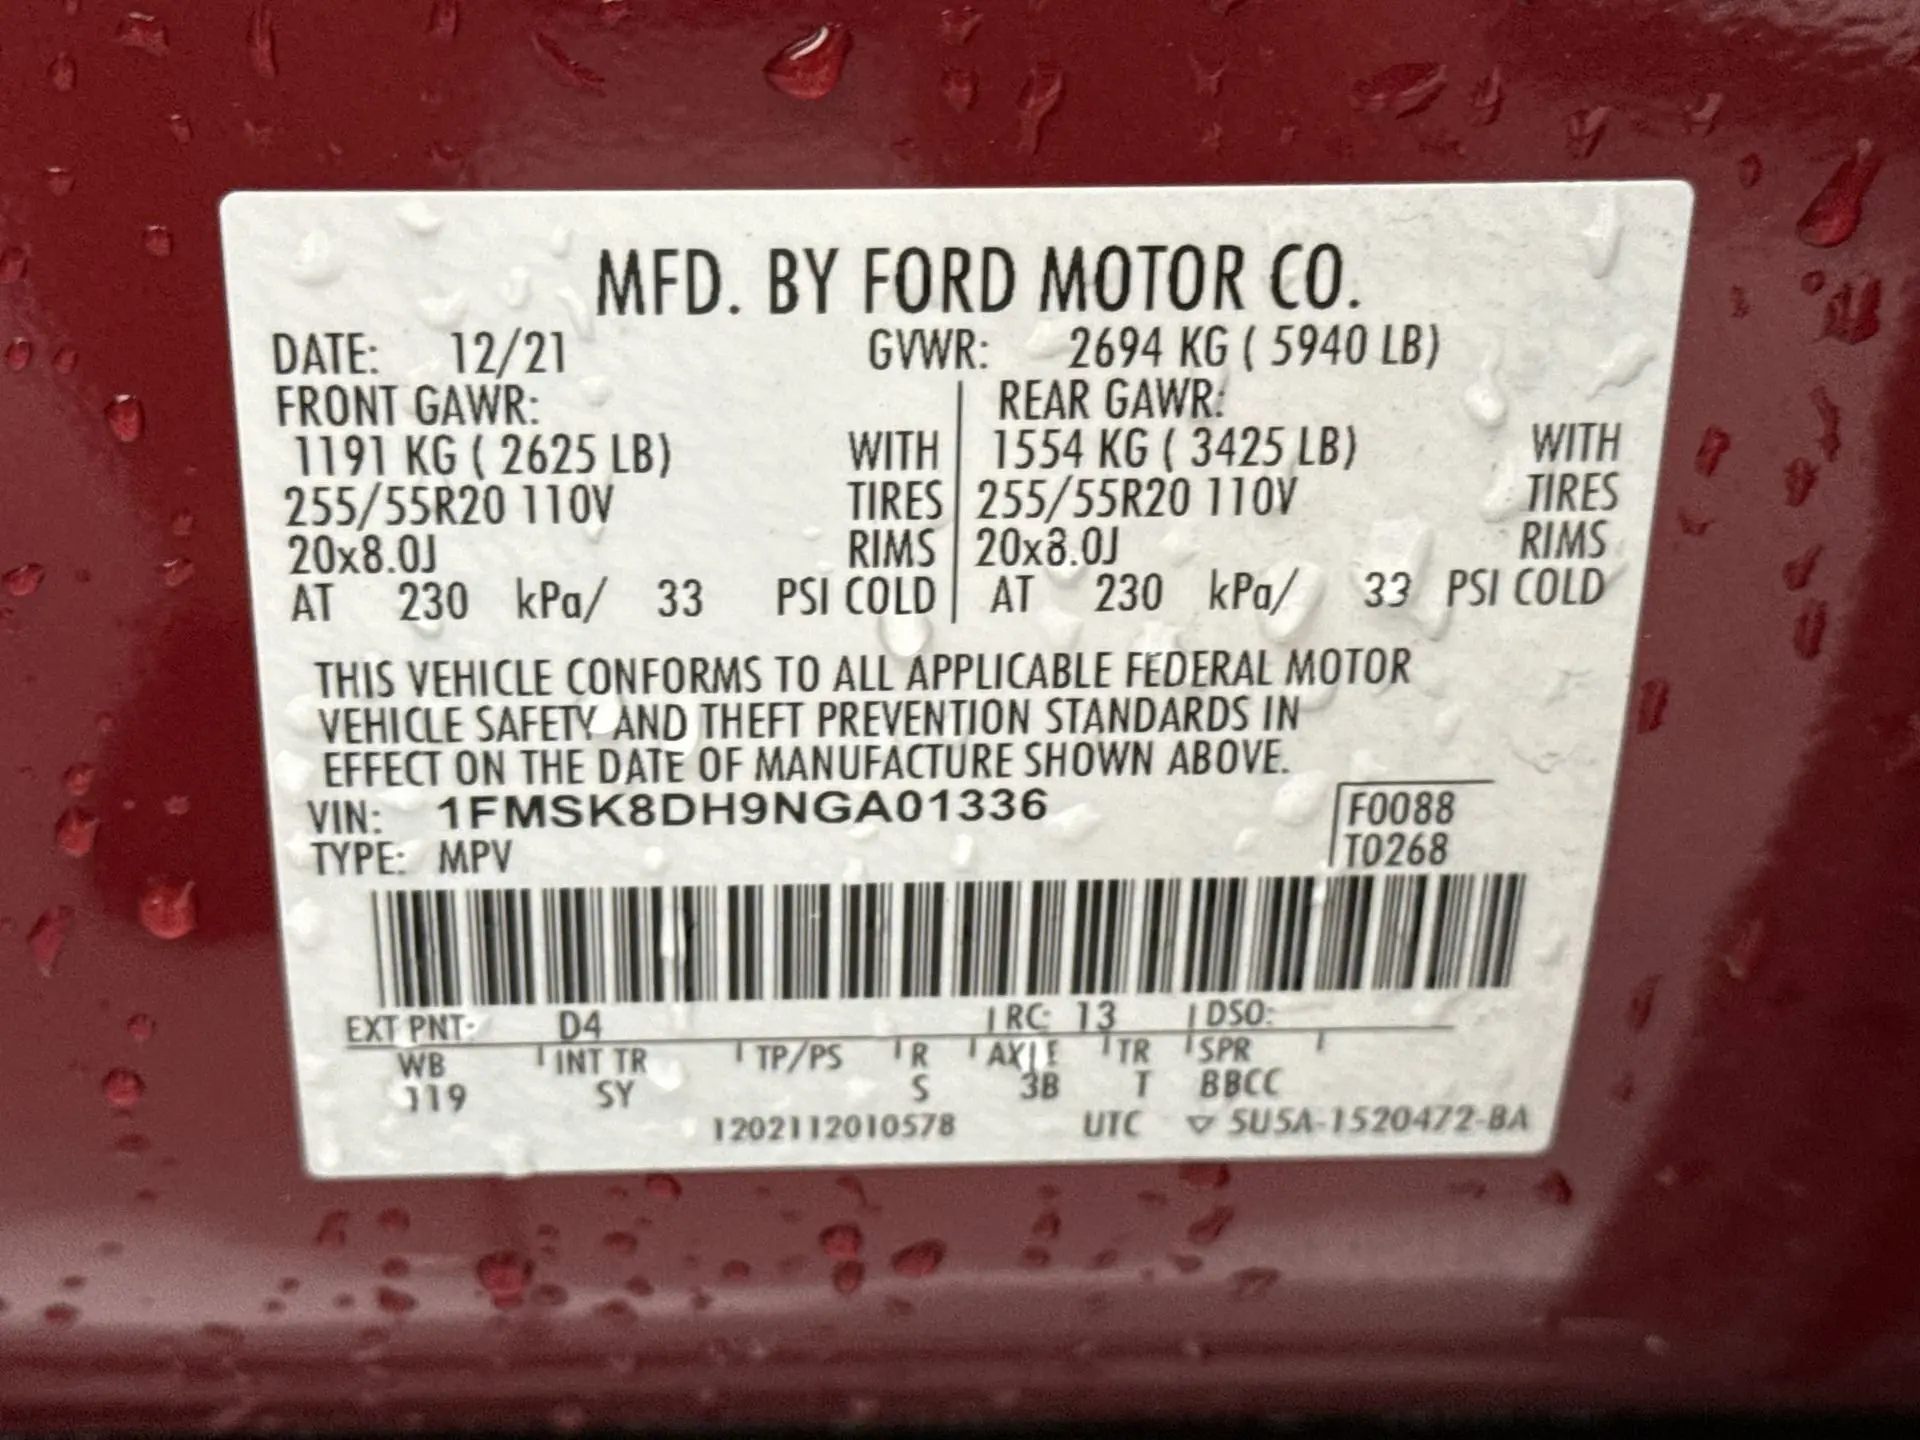 MFD. BY FORD MOTOR CO.
DATE: 12/21 GVWR: 2694 KG ( 5940 LB)
FRONT GAWR: REAR GAWR:
1191 KG ( 2625 LB) WITH 1554 KG ( 3425 LB) WITH
255/55R20 110V TIRES 255/55R20 110V TIRES
20x8.0J RIMS 20x8.0J RIMS
AT 230 kPa/ 33 PSI COLD AT 230 kPa/ 33 PSI COLD
THIS VEHICLE CONFORMS TO ALL APPLICABLE FEDERAL MOTOR
VEHICLE SAFETY AND THEFT PREVENTION STANDARDS IN
EFFECT ON THE DATE OF MANUFACTURE SHOWN ABOVE.
VIN: 1FMSK8DH9NGA01336 F0088
TYPE: MPV T0268
EXT PNT: D4 RC: 13 DSO:
WB INT TR TP/PS R AXLE TR SPR
119 SY S 3B T BBCC
1202112010578 UTC ▽ 5U5A-1520472-BA